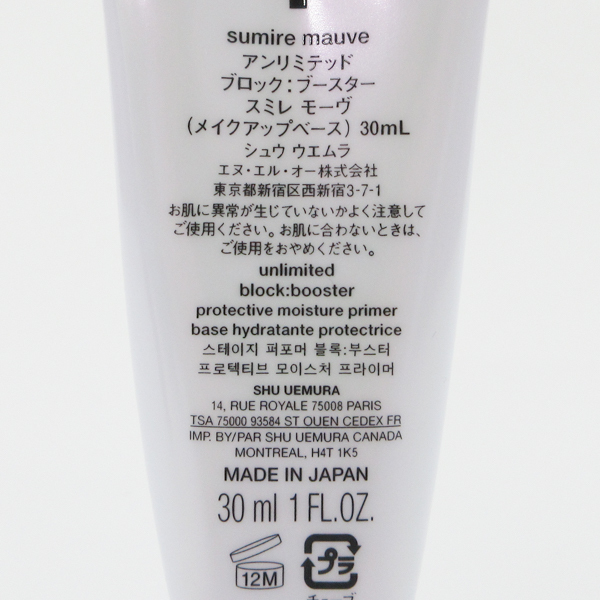 sumire mauve
アンリミテッド
ブロック:ブースター
スミレ モーヴ
(メイクアップベース) 30mL
シュウ ウエムラ
エヌ・エル・オー株式会社
東京都新宿区西新宿3-7-1
お肌に異常が生じていないかよく注意して
ご使用ください。お肌に合わないときは、
ご使用をおやめください。
unlimited
block:booster
protective moisture primer
base hydratante protectrice
스테이지 퍼포머 블록:부스터
프로텍티브 모이스처 프라이머
SHU UEMURA
14, RUE ROYALE 75008 PARIS
TSA 75000 93584 ST OUEN CEDEX FR
IMP. BY/PAR SHU UEMURA CANADA
MONTREAL, H4T 1K5
MADE IN JAPAN
30 ml 1 FL.OZ.
12M
プラ
チューブ